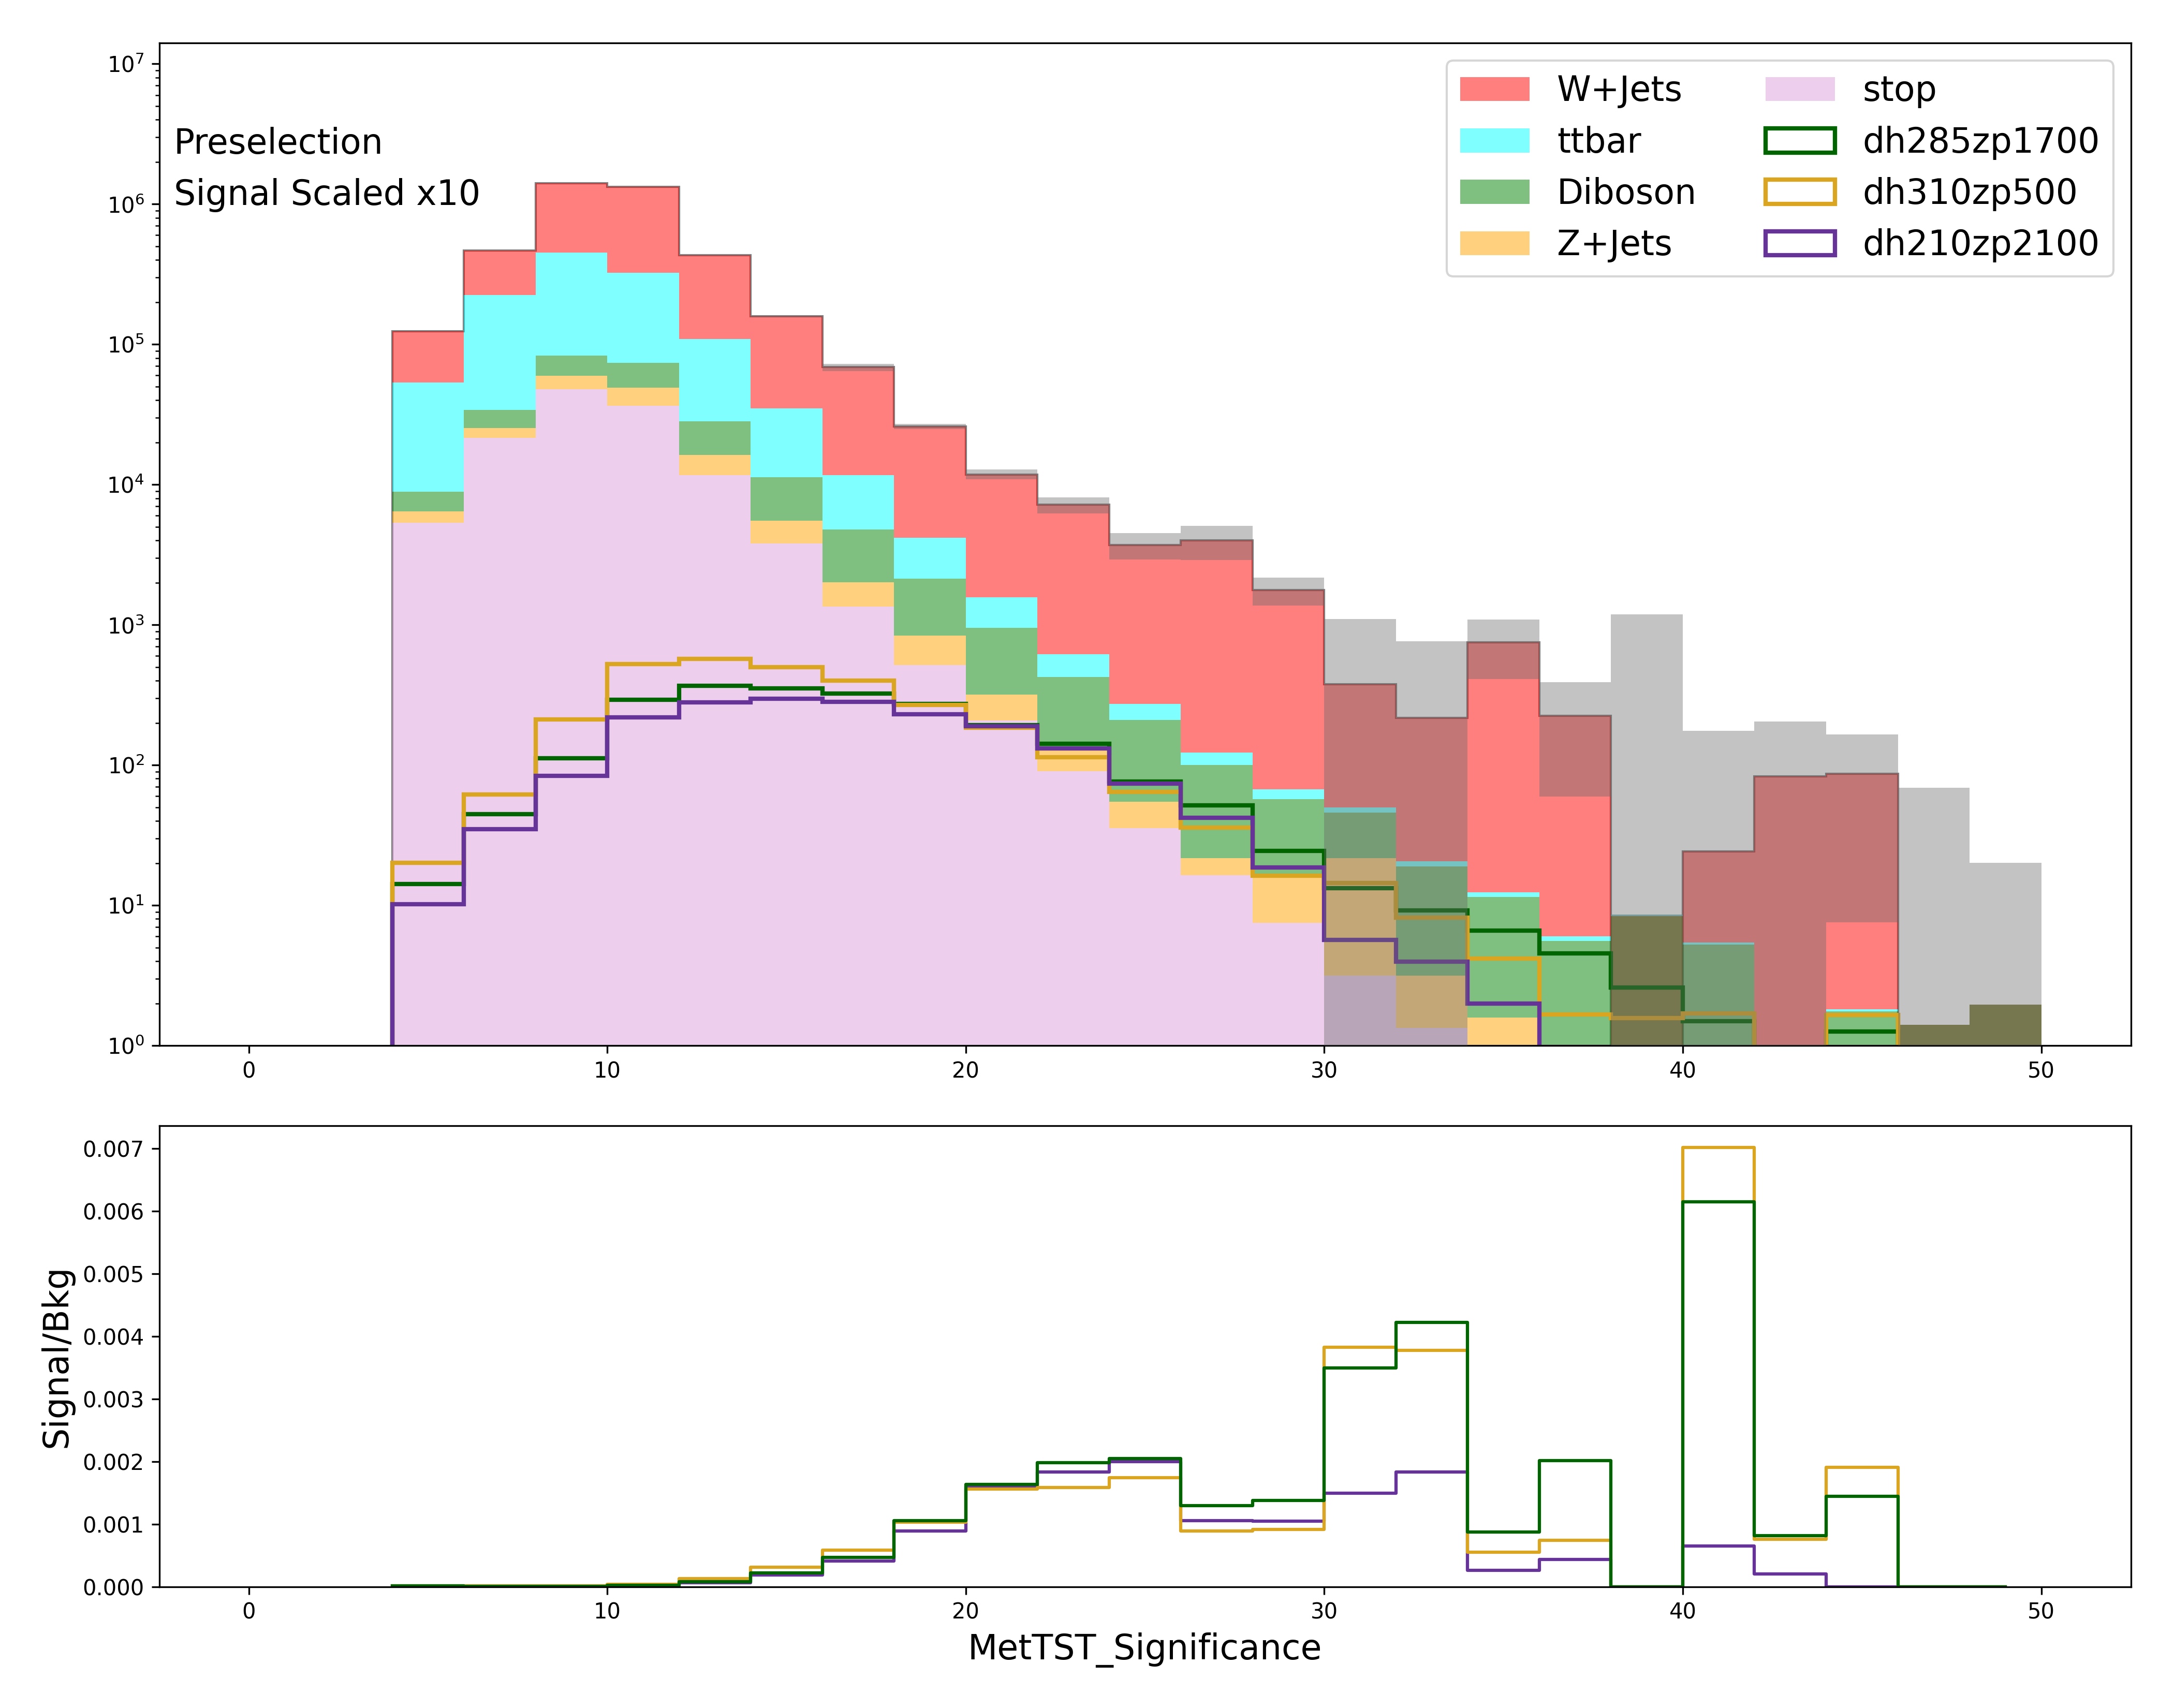 10^7
10^6
10^5
10^4
10^3
10^2
10^1
10^0
Preselection
Signal Scaled x10
W+Jets
ttbar
Diboson
Z+Jets
stop
dh285zp1700
dh310zp500
dh210zp2100
0 10 20 30 40 50
0.007
0.006
0.005
0.004
0.003
0.002
0.001
0.000
Signal/Bkg
0 10 20 30 40 50
MetTST_Significance